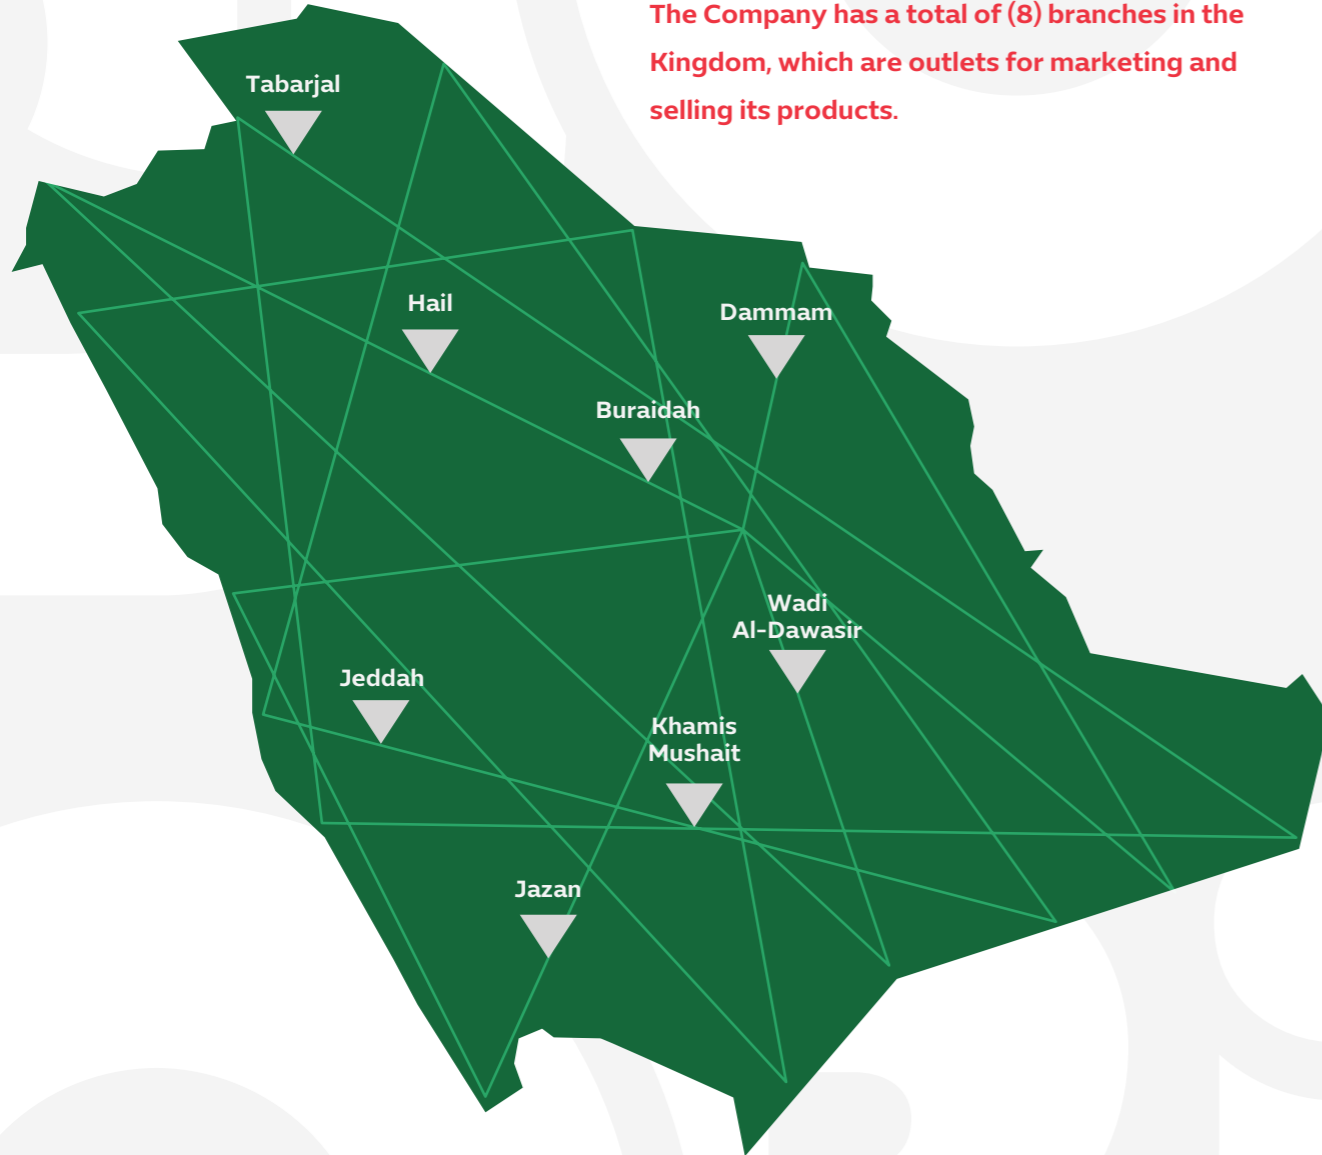 The Company has a total of (8) branches in the
Kingdom, which are outlets for marketing and
selling its products.
Tabarjal
Hail
Dammam
Buraidah
Wadi
Al-Dawasir
Jeddah
Khamis
Mushait
Jazan